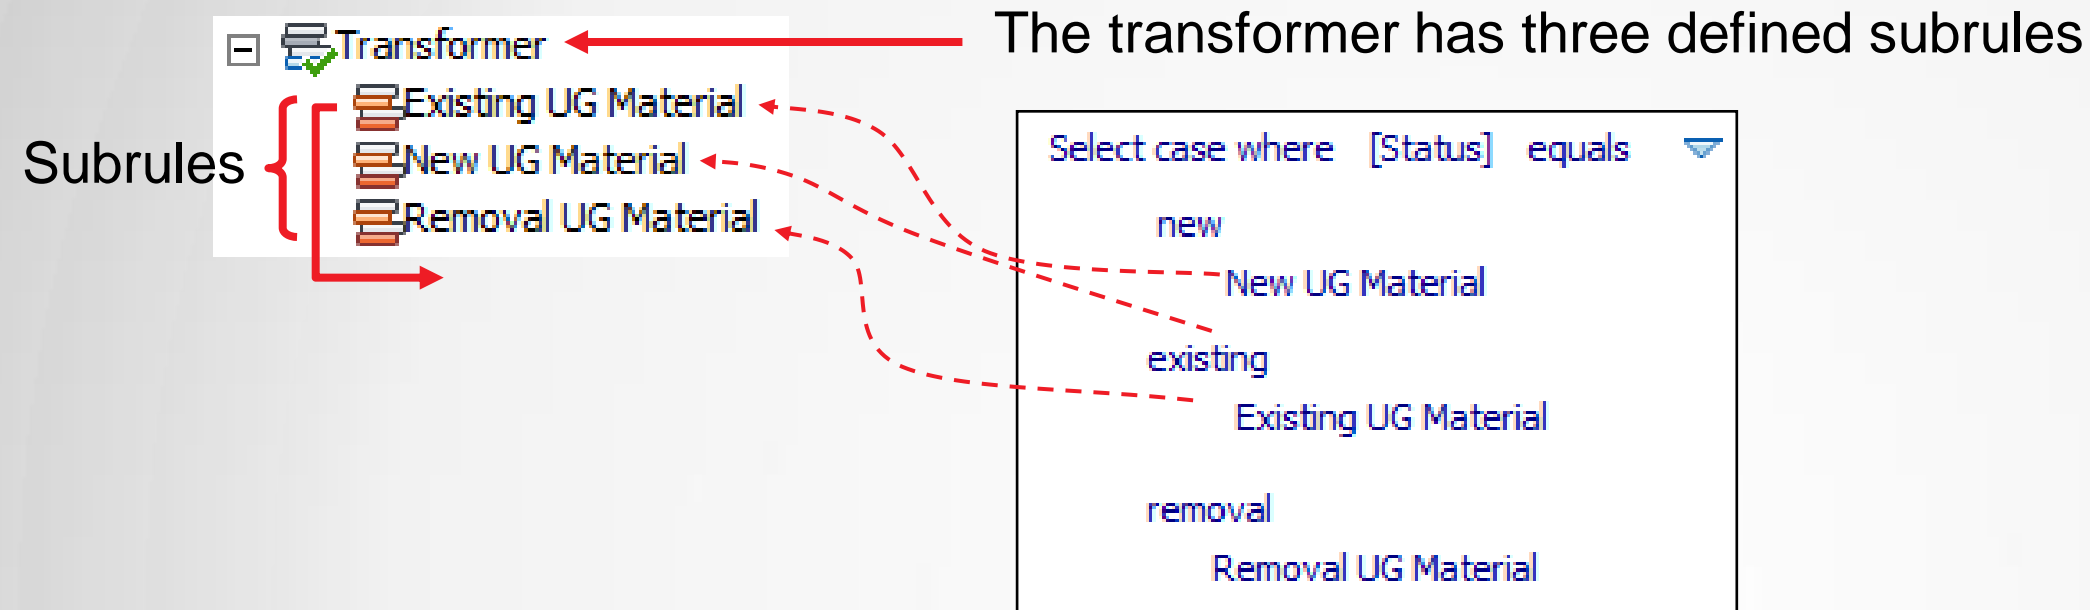 The transformer has three defined subrules
Transformer
Existing UG Material
New UG Material
Removal UG Material
Subrules
Select case where [Status] equals
new
New UG Material
existing
Existing UG Material
removal
Removal UG Material